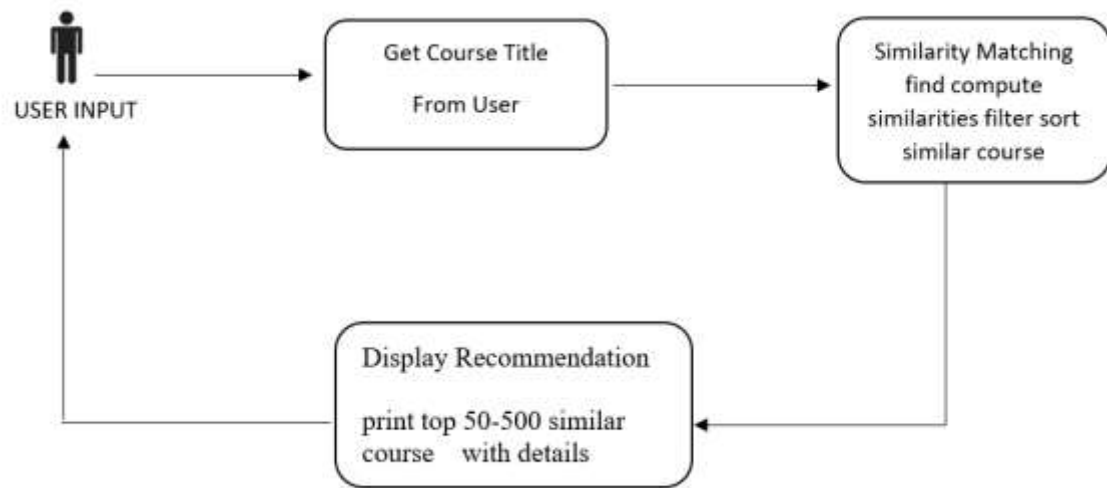 USER INPUT
Get Course Title
From User
Similarity Matching
find compute
similarities filter sort
similar course
Display Recommendation
print top 50-500 similar
course with details